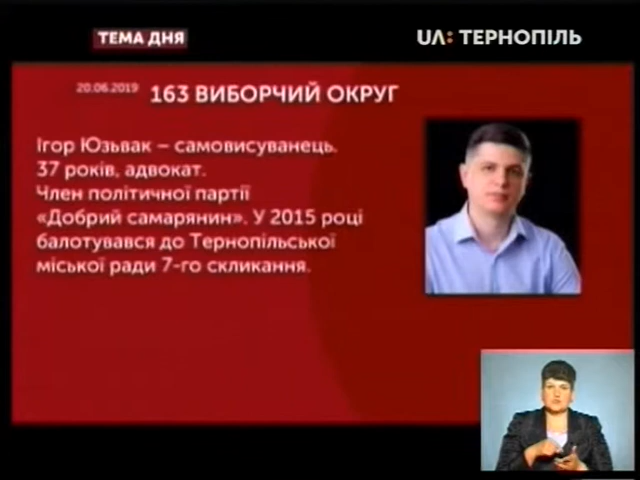 ТЕМА ДНЯ
UA: ТЕРНОПІЛЬ
20.06.2019
163 ВИБОРЧИЙ ОКРУГ
Ігор Юзьвак – самовисуванець.
37 років, адвокат.
Член політичної партії
«Добрий самарянин». У 2015 році
балотувався до Тернопільської
міської ради 7-го скликання.